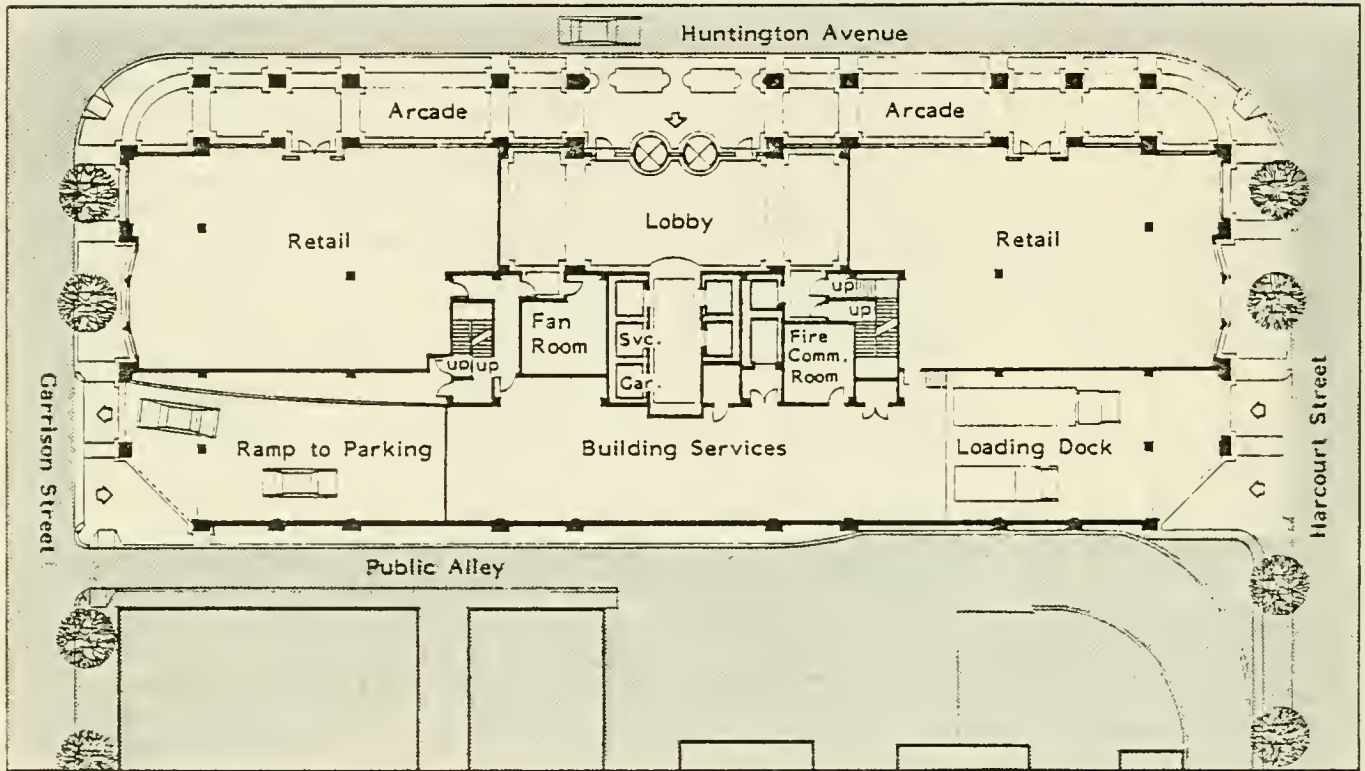 Huntington Avenue
Arcade
Arcade
Lobby
Retail
Retail
up
up
Fan
Room
Svc.
Fire
Comm.
Room
up
up
Gar.
Garrison Street
Harcourt Street
Ramp to Parking
Building Services
Loading Dock
Public Alley